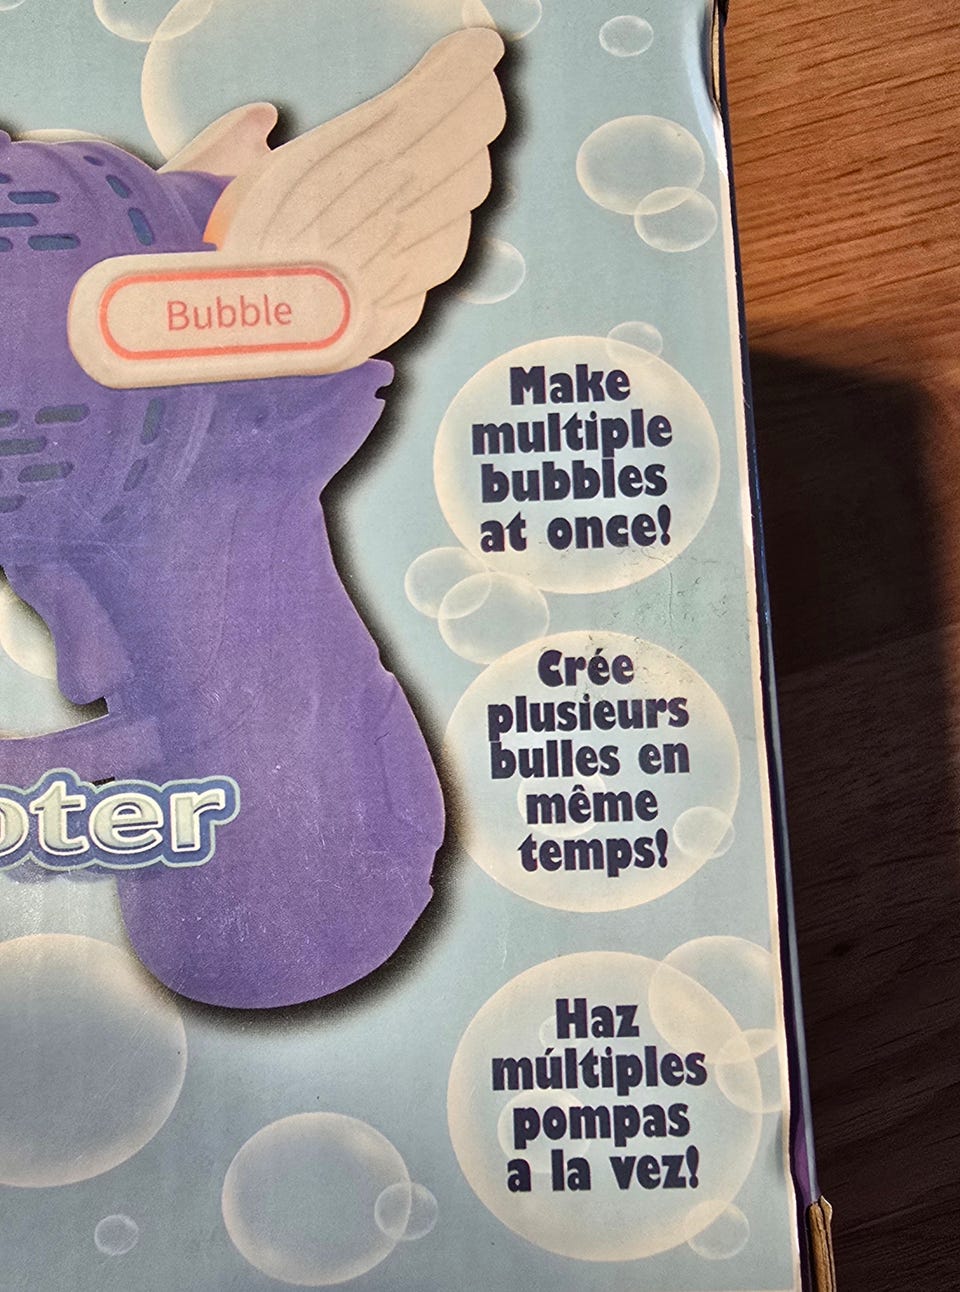 Bubble
Make
multiple
bubbles
at once!
Crée
plusieurs
bulles en
même
temps!
Haz
múltiples
pompas
a la vez!